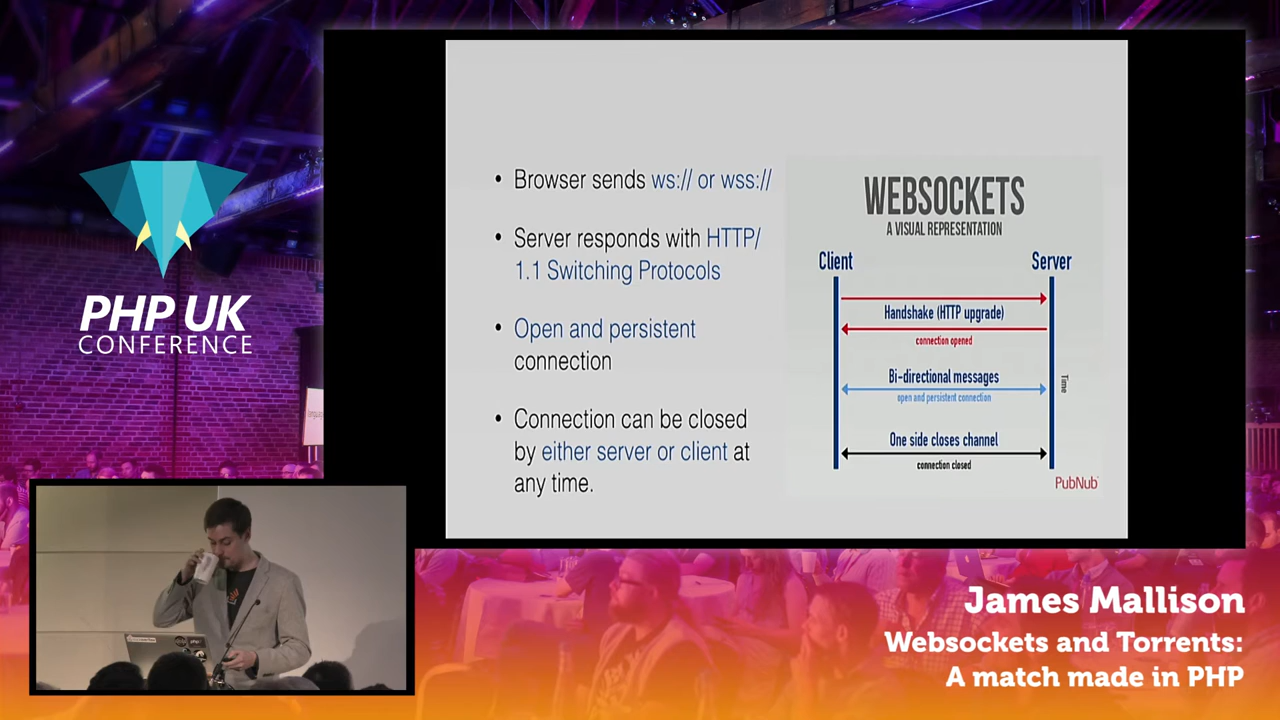 PHP UK
CONFERENCE
• Browser sends ws:// or wss://
• Server responds with HTTP/
1.1 Switching Protocols
• Open and persistent
connection
• Connection can be closed
by either server or client at
any time.
WEBSOCKETS
A VISUAL REPRESENTATION
Client
Server
Handshake (HTTP upgrade)
connection opened
Bi-directional messages
open and persistent connection
Time
One side closes channel
connection closed
PubNub
James Mallison
Websockets and Torrents:
A match made in PHP